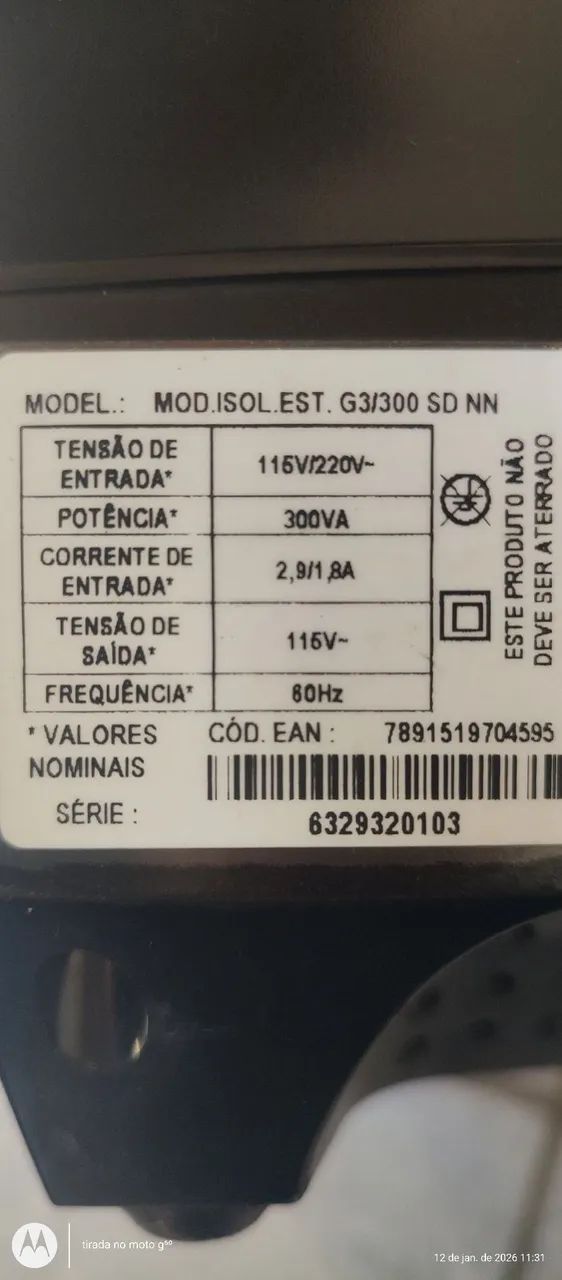 MODEL.: MOD.ISOL.EST. G3/300 SD NN
TENSÃO DE
ENTRADA*
115V/220V~
POTÊNCIA*
300VA
CORRENTE DE
ENTRADA*
2,9/1,8A
TENSÃO DE
SAÍDA*
115V~
FREQUÊNCIA*
60Hz
ESTE PRODUTO NÃO
DEVE SER ATERRADO
* VALORES
NOMINAIS
CÓD. EAN : 7891519704595
SÉRIE :
6329320103
tirada no moto g⁵⁰
12 de jan. de 2026 11:31